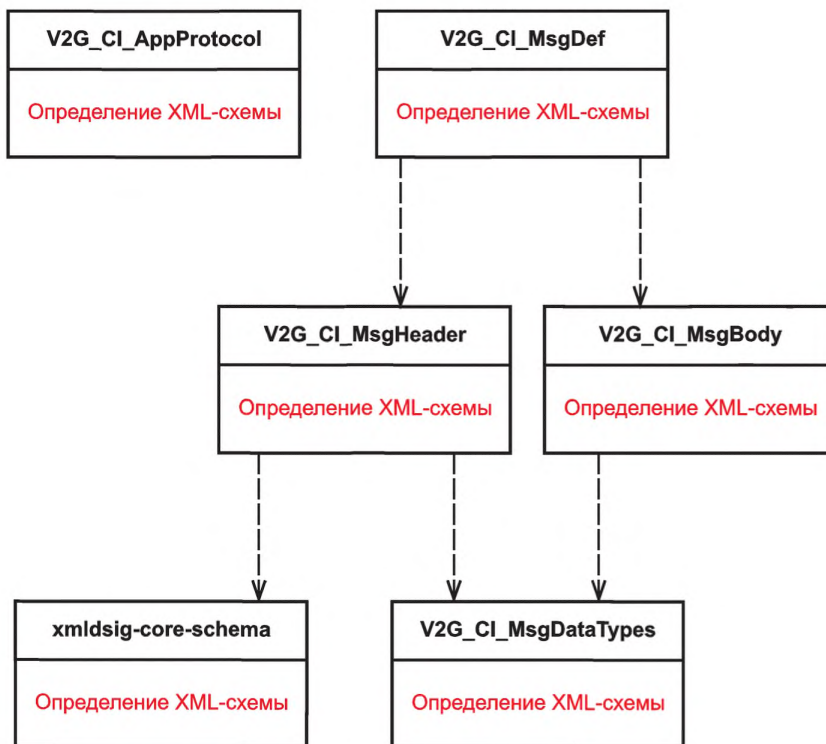 V2G_CI_AppProtocol
Определение XML-схемы
V2G_CI_MsgDef
Определение XML-схемы
V2G_CI_MsgHeader
Определение XML-схемы
V2G_CI_MsgBody
Определение XML-схемы
xmldsig-core-schema
Определение XML-схемы
V2G_CI_MsgDataTypes
Определение XML-схемы